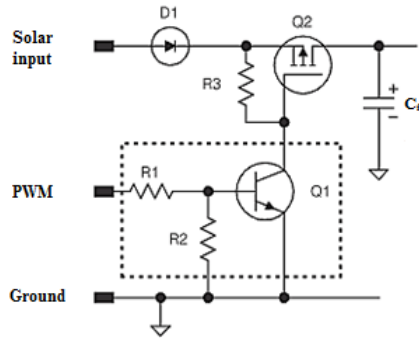 D1
Q2
Solar
input
R3
+
−
PWM
R1
Q1
R2
Ground